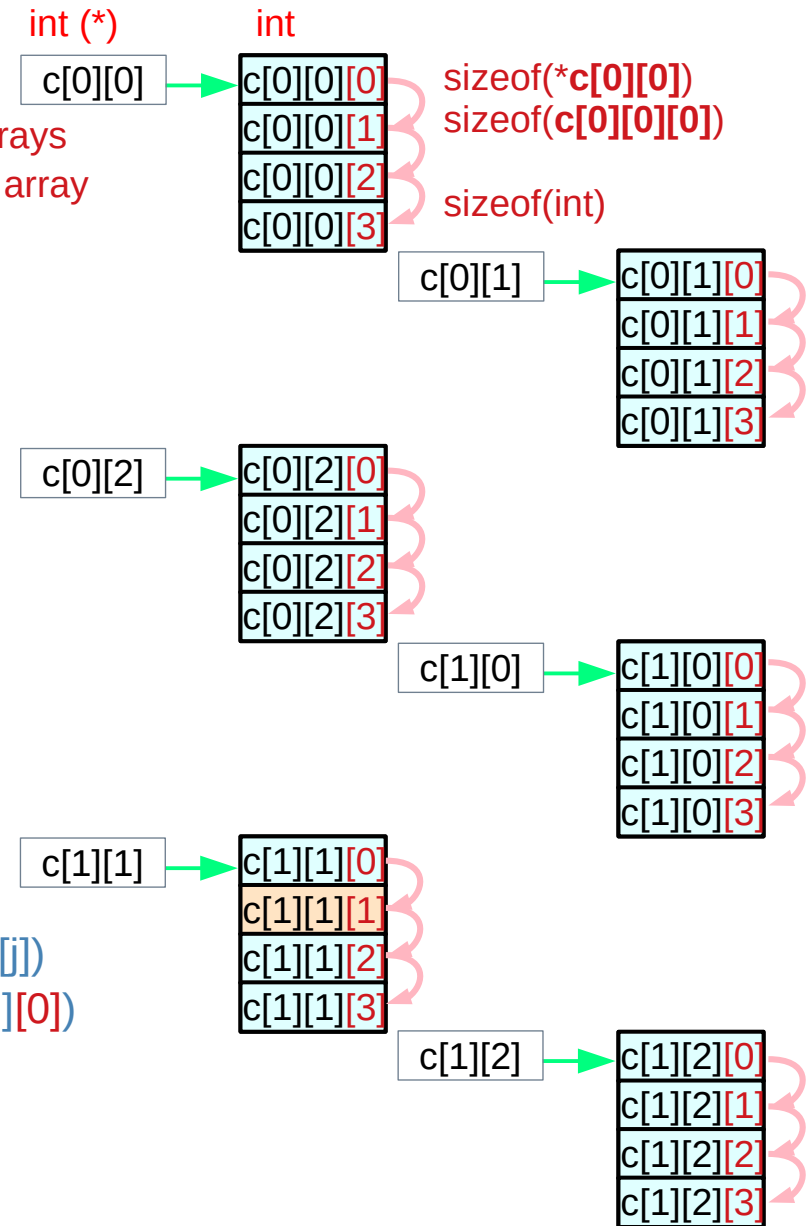 int (*) int
c[0][0] c[0][0][0] sizeof(*c[0][0])
c[0][0][1] sizeof(c[0][0][0])
rays
array c[0][0][2]
sizeof(int)
c[0][0][3]
c[0][1] c[0][1][0]
c[0][1][1]
c[0][1][2]
c[0][1][3]
c[0][2] c[0][2][0]
c[0][2][1]
c[0][2][2]
c[0][2][3]
c[1][0] c[1][0][0]
c[1][0][1]
c[1][0][2]
c[1][0][3]
c[1][1] c[1][1][0]
c[1][1][1]
[j]) c[1][1][2]
][0]) c[1][1][3]
c[1][2] c[1][2][0]
c[1][2][1]
c[1][2][2]
c[1][2][3]